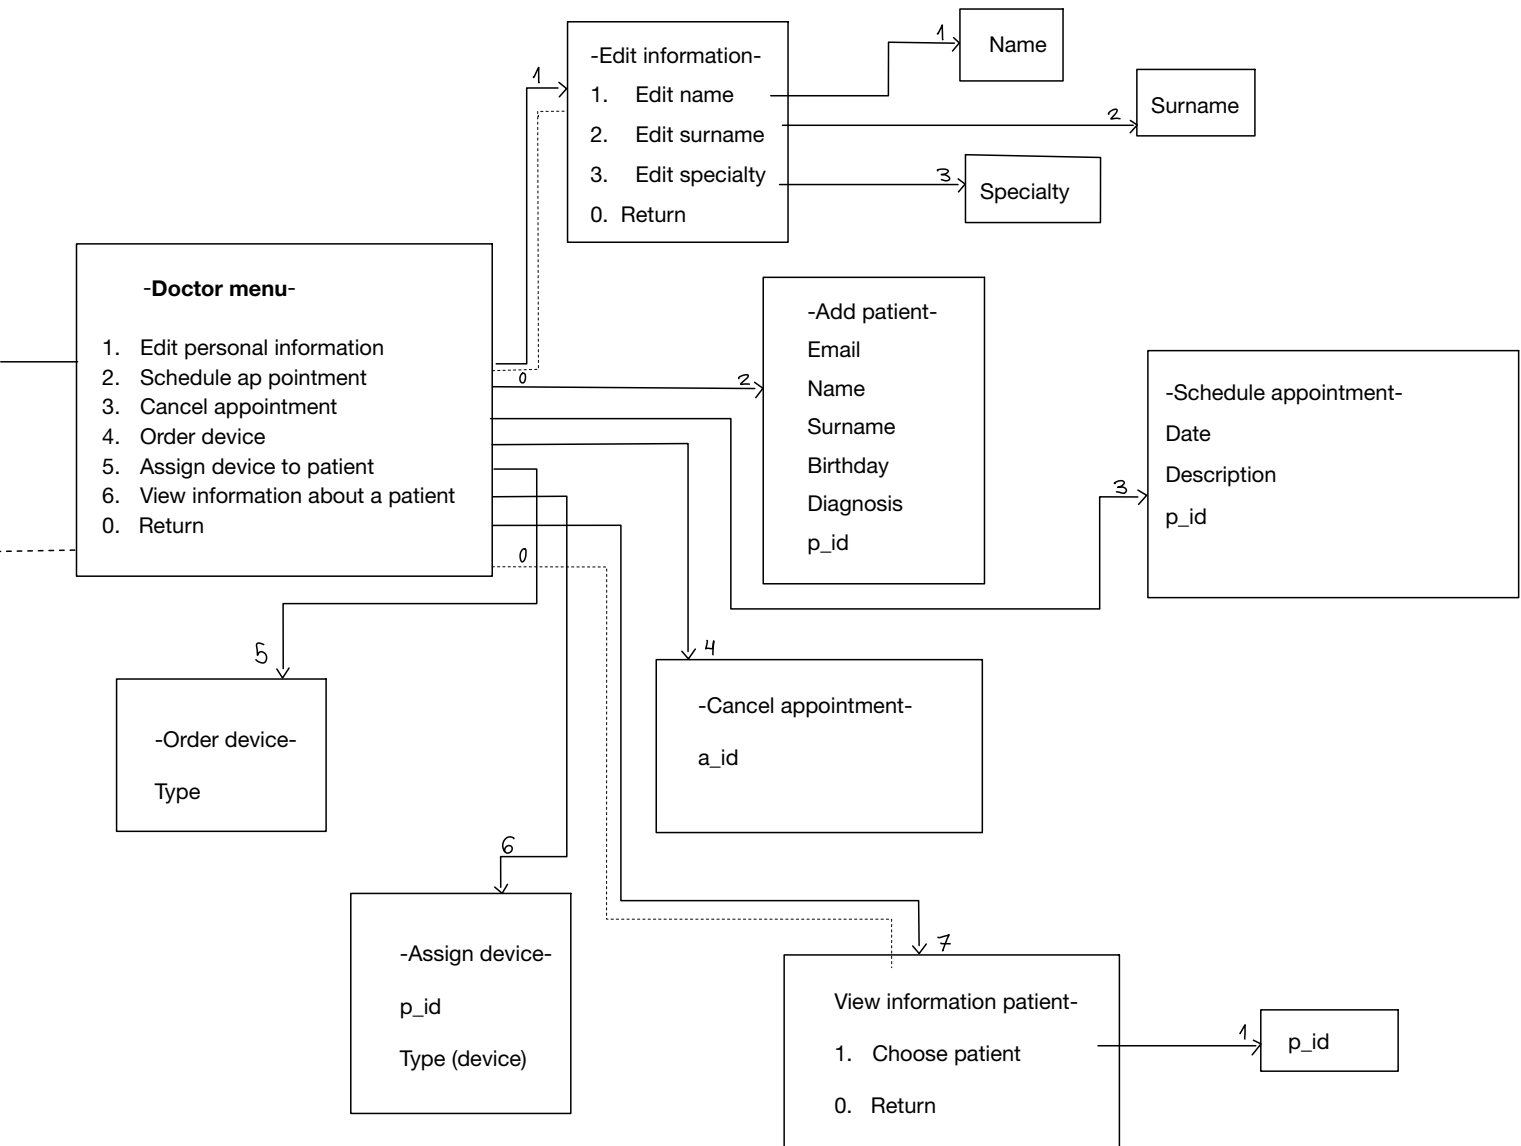 -Edit information-
1. Edit name
2. Edit surname
3. Edit specialty
0. Return
1
Name
2
Surname
3
Specialty
1
0
-Doctor menu-
1. Edit personal information
2. Schedule ap pointment
3. Cancel appointment
4. Order device
5. Assign device to patient
6. View information about a patient
0. Return
0
2
-Add patient-
Email
Name
Surname
Birthday
Diagnosis
p_id
3
-Schedule appointment-
Date
Description
p_id
4
-Cancel appointment-
a_id
5
-Order device-
Type
6
-Assign device-
p_id
Type (device)
7
View information patient-
1. Choose patient
0. Return
1
p_id